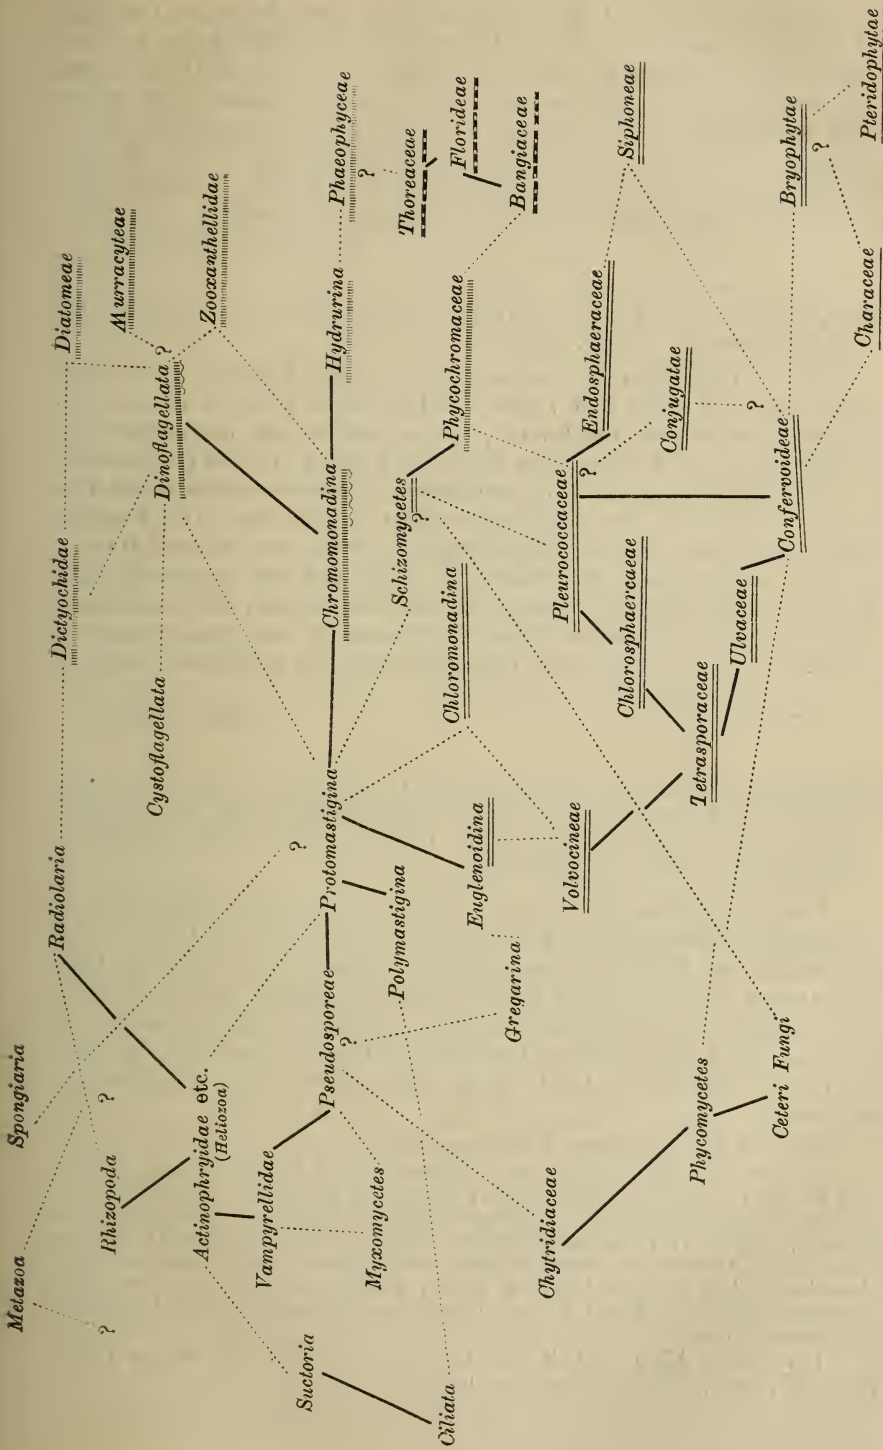 Metazoa
Spongiaria
?
?
Rhizopoda
Radiolaria
Dictyochidae
Diatomeae
Murracyteae
Actinophryidae etc.
(Heliozoa)
Cystoflagellata
Dinoflagellata ?
Zooxanthellidae
Vampyrellidae
Suctoria
Pseudosporeae
?
Protomastigina
?
Chromomonadina
Hydrurina
Phaeophyceae
?
Thoreaceae
Florideae
Bangiaceae
Myxomycetes
Polymastigina
Schizomycetes
?
Phycochromaceae
Ciliata
Chloromonadina
Euglenoidina
Gregarina
Chytridiaceae
Volvocineae
Pleurococcaceae
?
Endosphaeraceae
Siphoneae
Chlorosphaercaeae
Conjugatae
?
Tetrasporaceae
Ulvaceae
Confervoideae
Phycomycetes
Ceteri Fungi
Bryophytae
?
Characeae
Pteridophytae